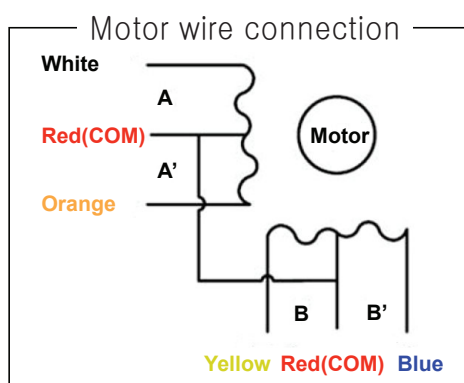 Motor wire connection
White
A
Red(COM)
Motor
A'
Orange
B B'
Yellow Red(COM) Blue